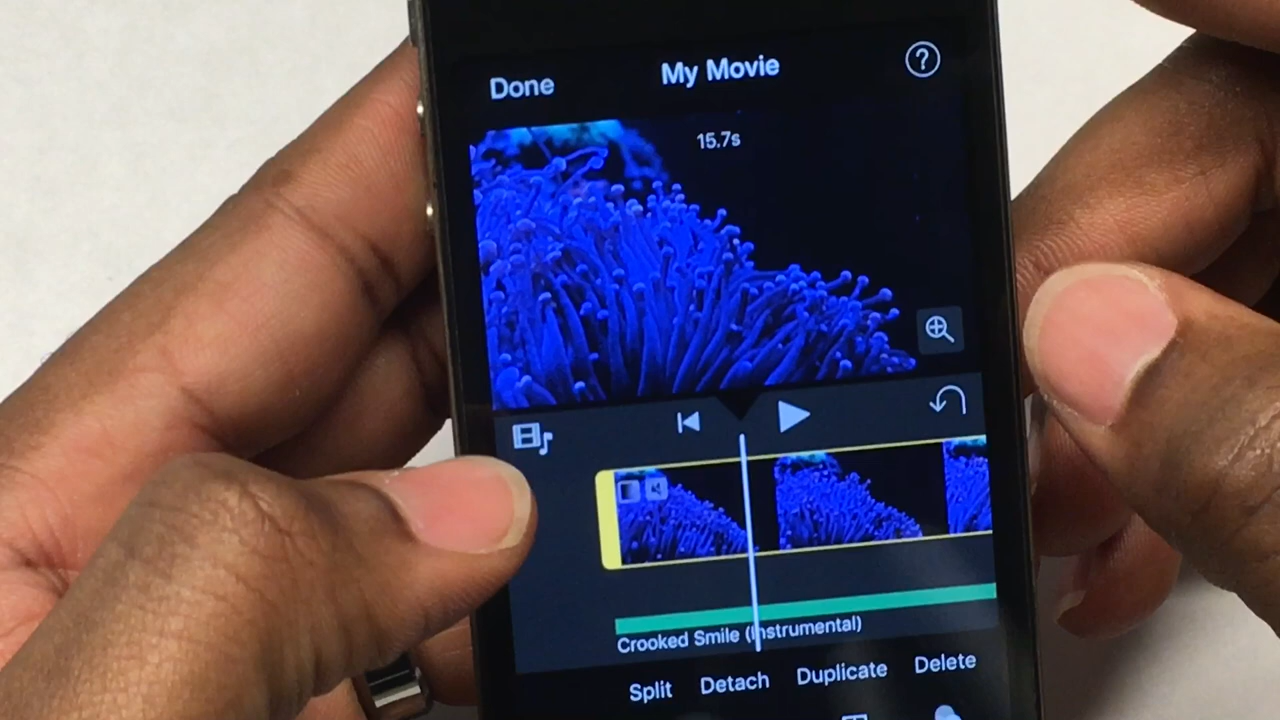 Done
My Movie
?
15.7s
Crooked Smile (Instrumental)
Split
Detach
Duplicate
Delete